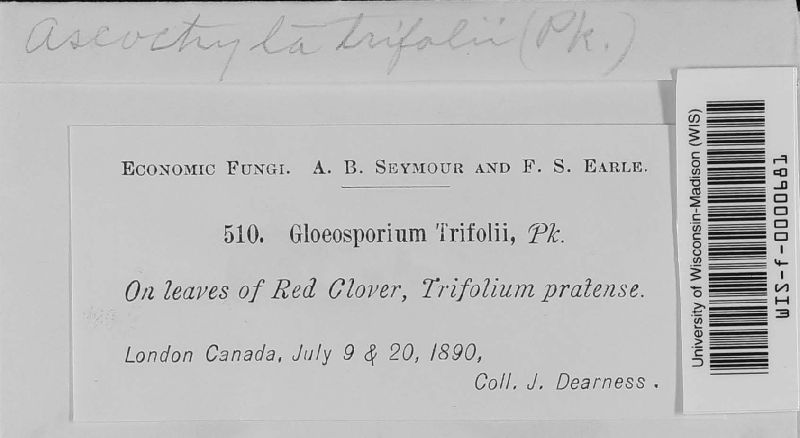 Ascochyta trifolii (Pk.)
Economic Fungi. A. B. Seymour and F. S. Earle.
510. Gloeosporium Trifolii, Pk.
On leaves of Red Clover, Trifolium pratense.
London Canada, July 9 & 20, 1890,
Coll. J. Dearness.
University of Wisconsin-Madison (WIS)
WIS-f-0000681